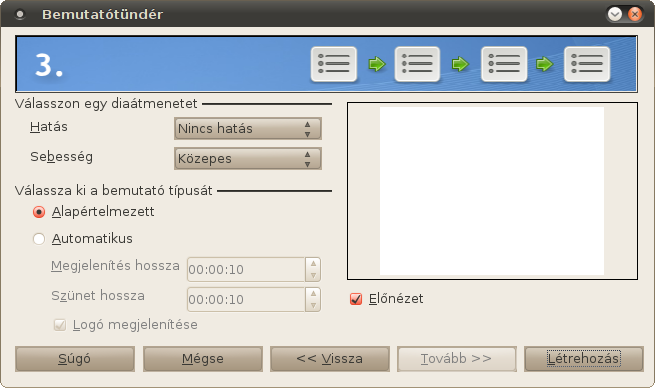 Bemutatótündér
3.
Válasszon egy diaátmenetet
Hatás
Nincs hatás
Sebesség
Közepes
Válassza ki a bemutató típusát
Alapértelmezett
Automatikus
Megjelenítés hossza
00:00:10
Szünet hossza
00:00:10
Logó megjelenítése
Előnézet
Súgó
Mégse
<< Vissza
Tovább >>
Létrehozás